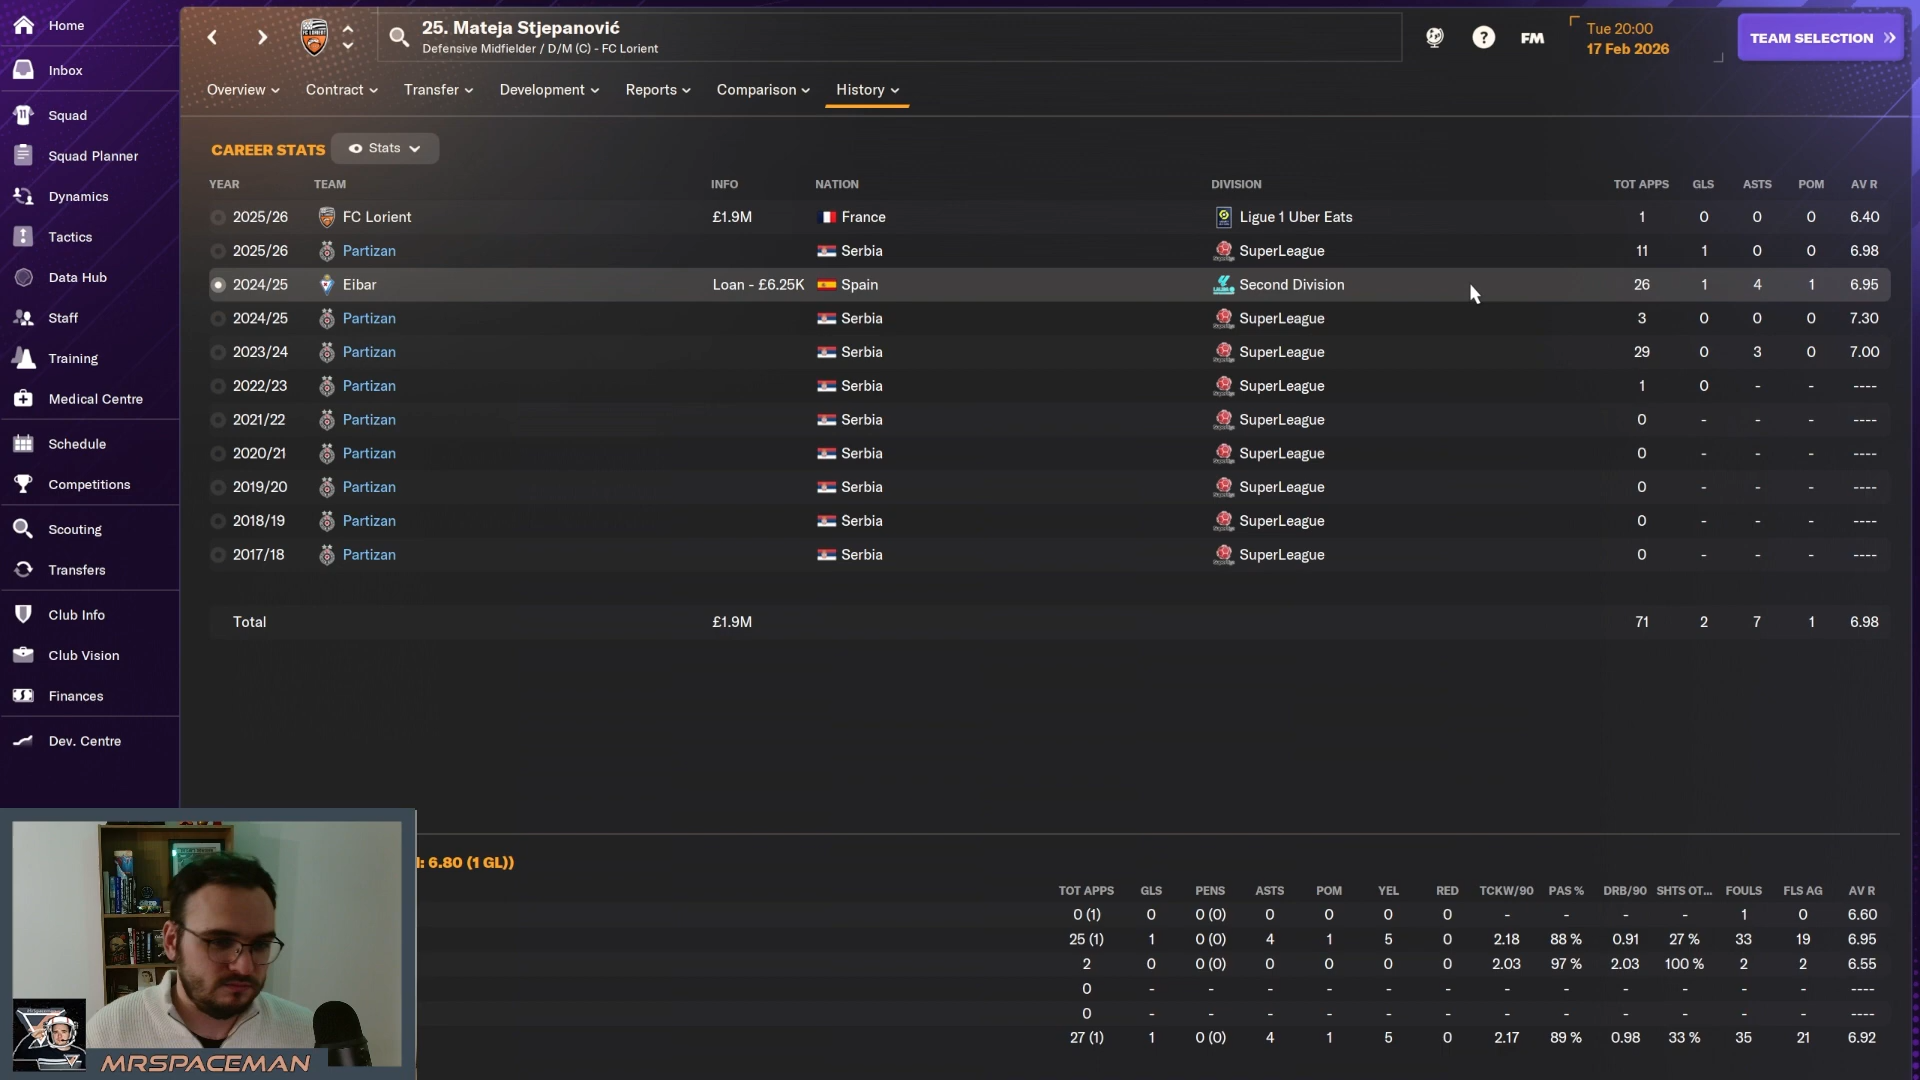 Home
Inbox
Squad
Squad Planner
Dynamics
Tactics
Data Hub
Staff
Training
Medical Centre
Schedule
Competitions
Scouting
Transfers
Club Info
Club Vision
Finances
Dev. Centre
25. Mateja Stjepanović
Defensive Midfielder / D/M (C) - FC Lorient
FM
Tue 20:00
17 Feb 2026
TEAM SELECTION
Overview Contract Transfer Development Reports Comparison History
CAREER STATS Stats
YEAR TEAM INFO NATION DIVISION TOT APPS GLS ASTS POM AV R
2025/26 FC Lorient £1.9M France Ligue 1 Uber Eats 1 0 0 0 6.40
2025/26 Partizan Serbia SuperLeague 11 1 0 0 6.98
2024/25 Eibar Loan - £6.25K Spain Second Division 26 1 4 1 6.95
2024/25 Partizan Serbia SuperLeague 3 0 0 0 7.30
2023/24 Partizan Serbia SuperLeague 29 0 3 0 7.00
2022/23 Partizan Serbia SuperLeague 1 0 - - ----
2021/22 Partizan Serbia SuperLeague 0 - - - ----
2020/21 Partizan Serbia SuperLeague 0 - - - ----
2019/20 Partizan Serbia SuperLeague 0 - - - ----
2018/19 Partizan Serbia SuperLeague 0 - - - ----
2017/18 Partizan Serbia SuperLeague 0 - - - ----
Total £1.9M 71 2 7 1 6.98
: 6.80 (1 GL))
TOT APPS GLS PENS ASTS POM YEL RED TCKW/90 PAS % DRB/90 SHTS OT... FOULS FLS AG AV R
0 (1) 0 0 (0) 0 0 0 0 - - - - 1 0 6.60
25 (1) 1 0 (0) 4 1 5 0 2.18 88 % 0.91 27 % 33 19 6.95
2 0 0 (0) 0 0 0 0 2.03 97 % 2.03 100 % 2 2 6.55
0 - - - - - - - - - - - - ----
0 - - - - - - - - - - - - ----
27 (1) 1 0 (0) 4 1 5 0 2.17 89 % 0.98 33 % 35 21 6.92
MRSPACEMAN